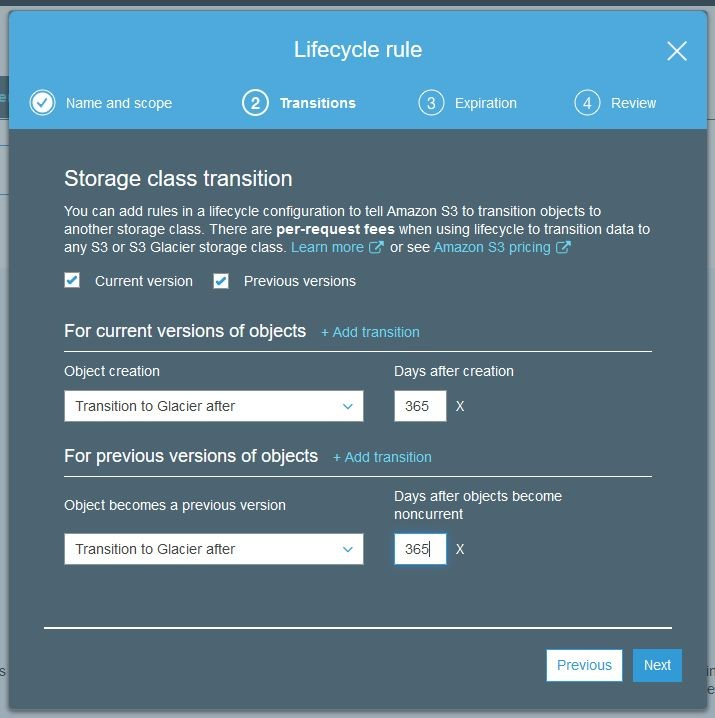 Lifecycle rule
Name and scope
2 Transitions
3 Expiration
4 Review
Storage class transition
You can add rules in a lifecycle configuration to tell Amazon S3 to transition objects to
another storage class. There are per-request fees when using lifecycle to transition data to
any S3 or S3 Glacier storage class. Learn more or see Amazon S3 pricing
Current version Previous versions
For current versions of objects + Add transition
Object creation Days after creation
Transition to Glacier after 365 X
For previous versions of objects + Add transition
Object becomes a previous version
Days after objects become
noncurrent
Transition to Glacier after 365 X
Previous Next